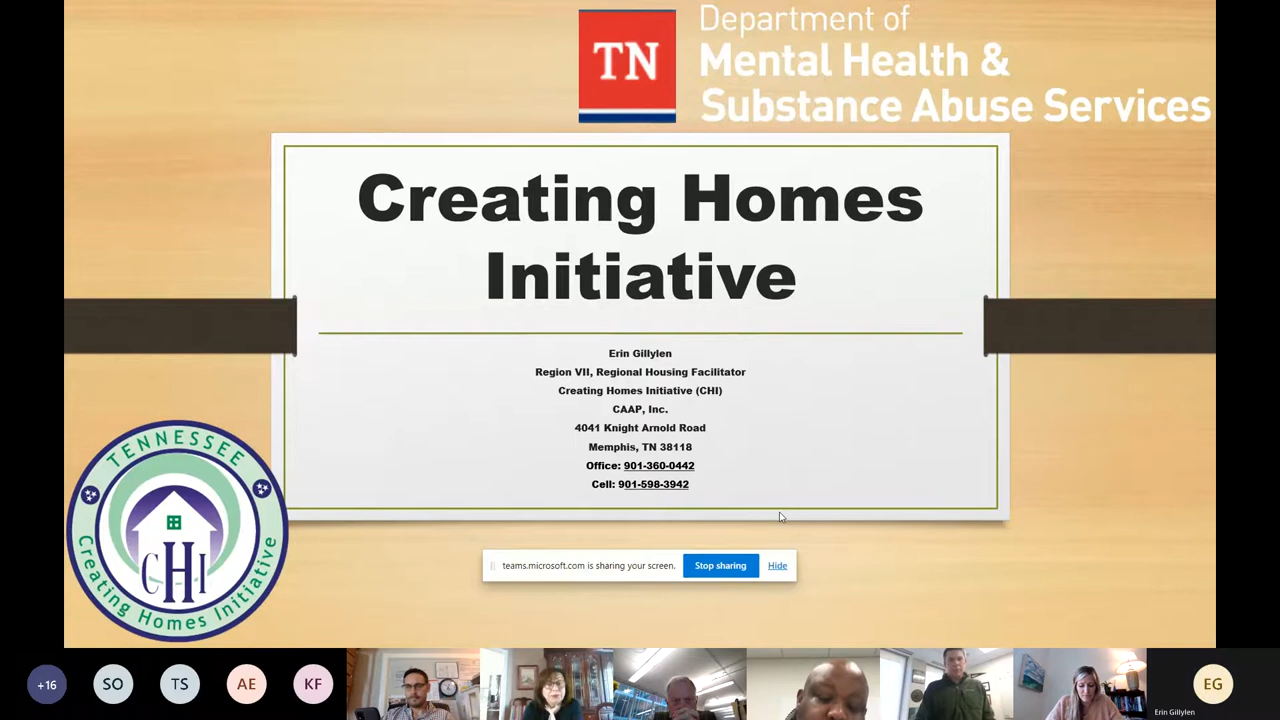 TN
Department of
Mental Health &
Substance Abuse Services
Creating Homes
Initiative
Erin Gillylen
Region VII, Regional Housing Facilitator
Creating Homes Initiative (CHI)
CAAP, Inc.
4041 Knight Arnold Road
Memphis, TN 38118
Office: 901-360-0442
Cell: 901-598-3942
TENNESSEE
CHI
Creating Homes Initiative
teams.microsoft.com is sharing your screen. Stop sharing Hide
+16 SO TS AE KF EG
Erin Gillylen